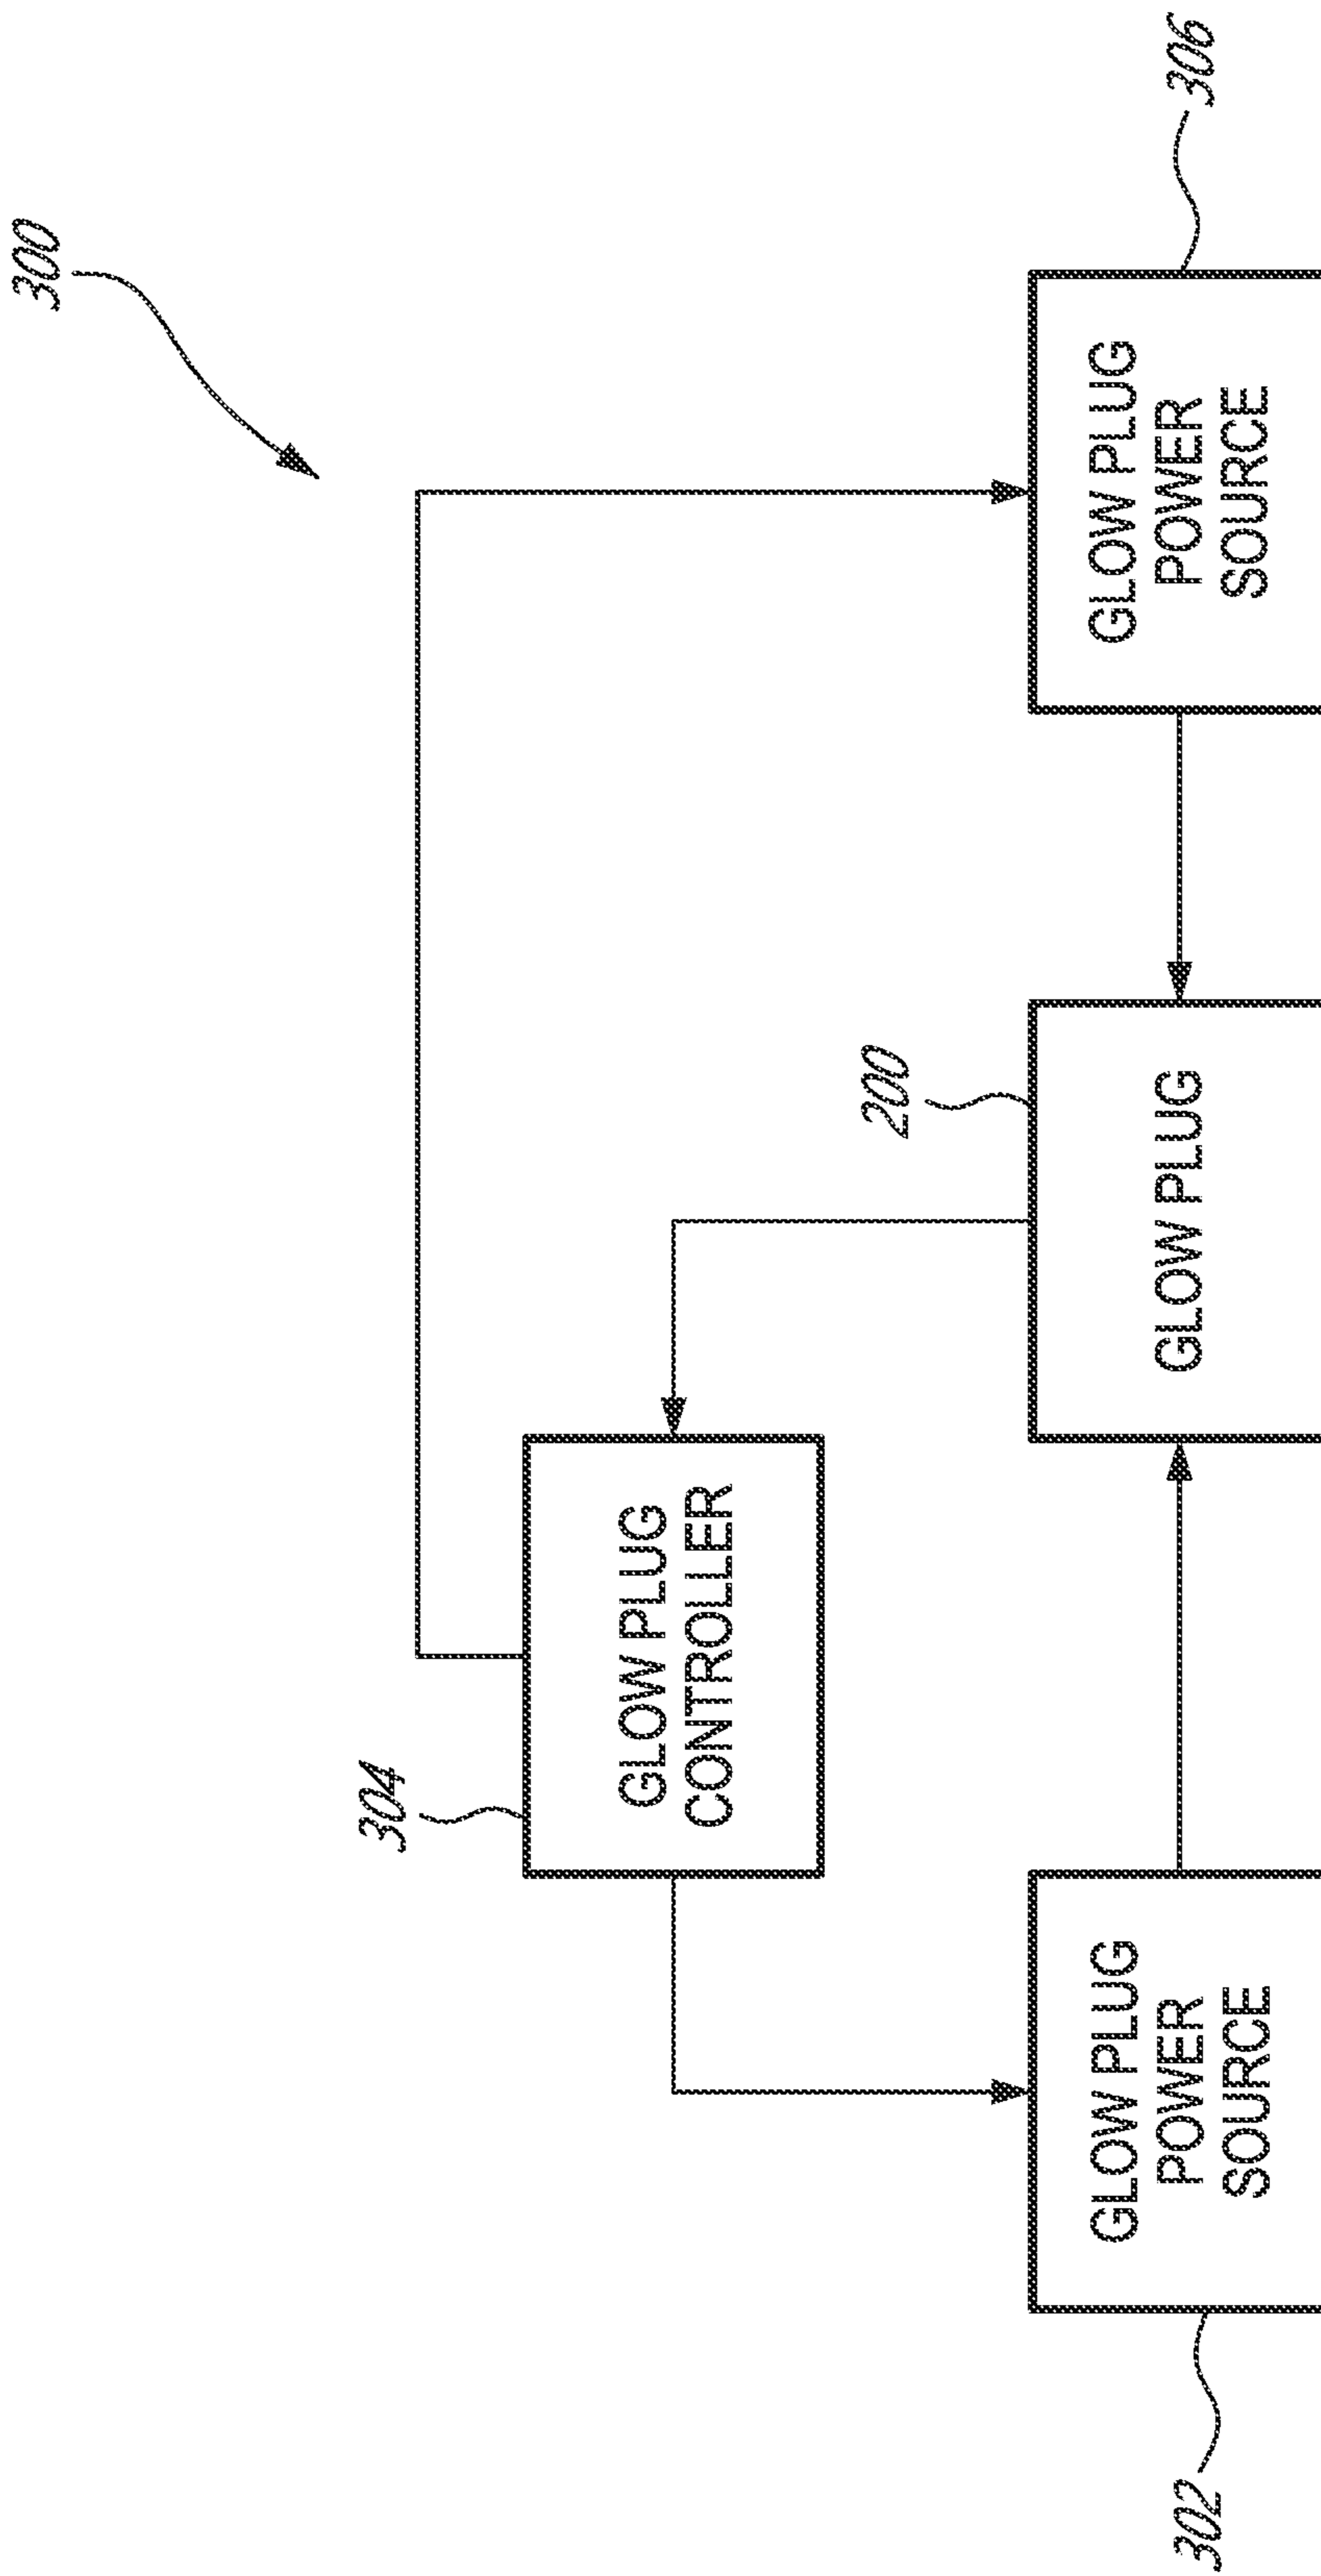 300
304
GLOW PLUG
CONTROLLER
200
302
GLOW PLUG
POWER
SOURCE
GLOW PLUG
GLOW PLUG
POWER
SOURCE
306